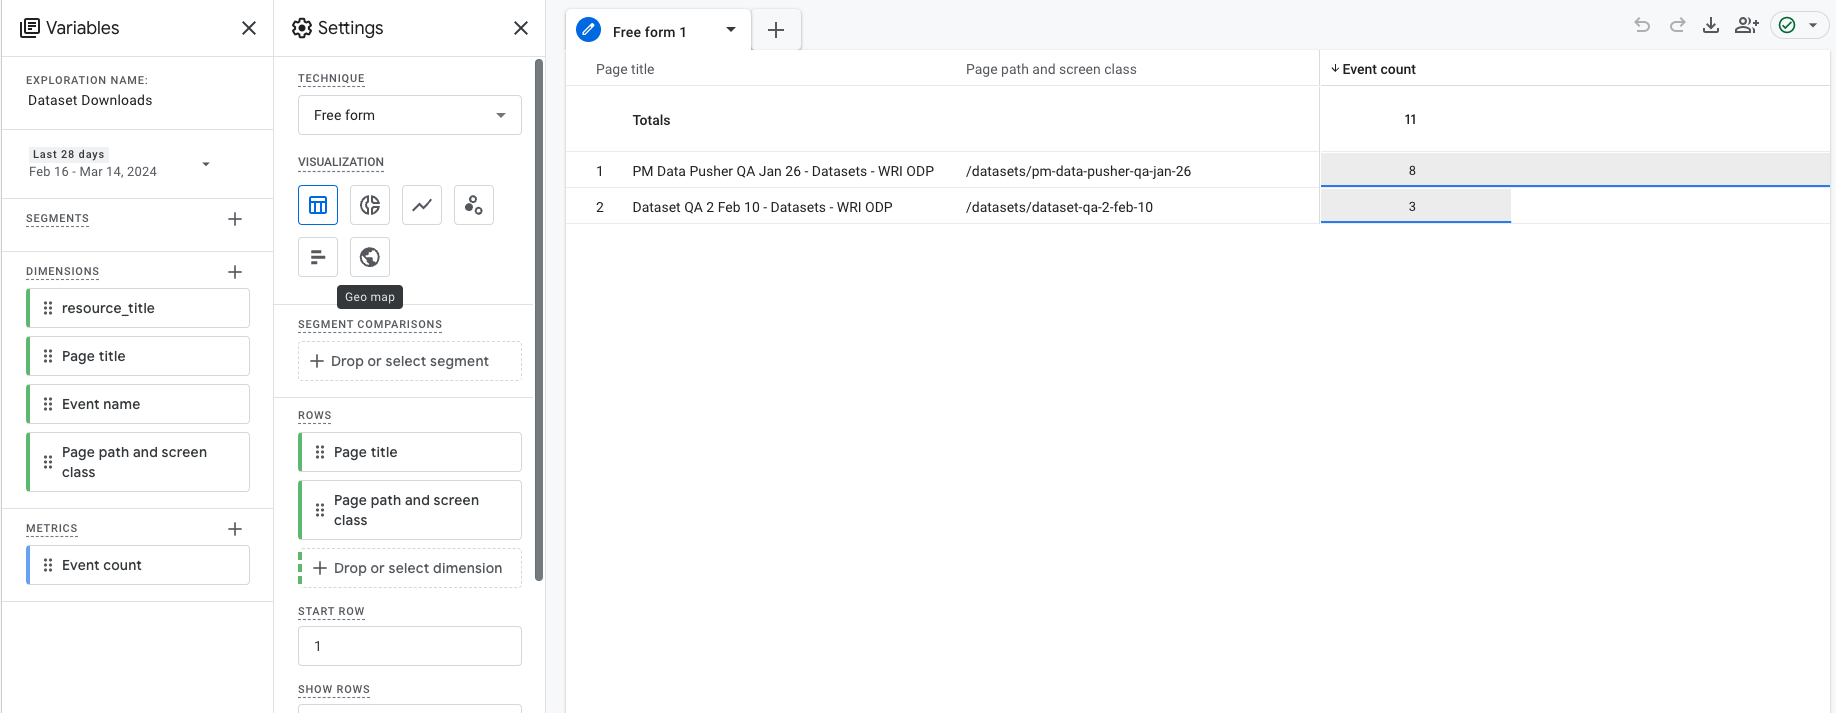 Variables
EXPLORATION NAME:
Dataset Downloads
Last 28 days
Feb 16 - Mar 14, 2024
SEGMENTS
DIMENSIONS
resource_title
Page title
Event name
Page path and screen
class
METRICS
Event count
Settings
TECHNIQUE
Free form
VISUALIZATION
Geo map
SEGMENT COMPARISONS
Drop or select segment
ROWS
Page title
Page path and screen
class
Drop or select dimension
START ROW
1
SHOW ROWS
Free form 1
Page title Page path and screen class Event count
Totals 11
1 PM Data Pusher QA Jan 26 - Datasets - WRI ODP /datasets/pm-data-pusher-qa-jan-26 8
2 Dataset QA 2 Feb 10 - Datasets - WRI ODP /datasets/dataset-qa-2-feb-10 3